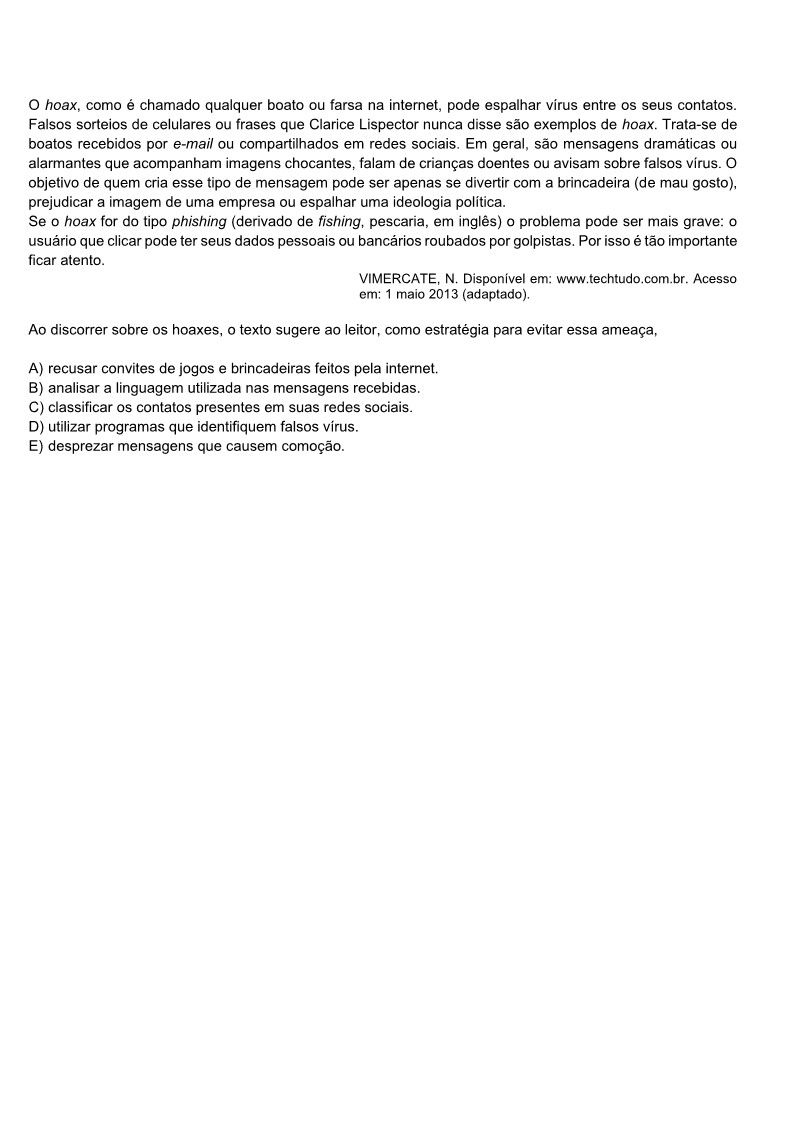 O hoax, como é chamado qualquer boato ou farsa na internet, pode espalhar vírus entre os seus contatos.
Falsos sorteios de celulares ou frases que Clarice Lispector nunca disse são exemplos de hoax. Trata-se de
boatos recebidos por e-mail ou compartilhados em redes sociais. Em geral, são mensagens dramáticas ou
alarmantes que acompanham imagens chocantes, falam de crianças doentes ou avisam sobre falsos vírus. O
objetivo de quem cria esse tipo de mensagem pode ser apenas se divertir com a brincadeira (de mau gosto),
prejudicar a imagem de uma empresa ou espalhar uma ideologia política.
Se o hoax for do tipo phishing (derivado de fishing, pescaria, em inglês) o problema pode ser mais grave: o
usuário que clicar pode ter seus dados pessoais ou bancários roubados por golpistas. Por isso é tão importante
ficar atento.
VIMERCATE, N. Disponível em: www.techtudo.com.br. Acesso
em: 1 maio 2013 (adaptado).
Ao discorrer sobre os hoaxes, o texto sugere ao leitor, como estratégia para evitar essa ameaça,
A) recusar convites de jogos e brincadeiras feitos pela internet.
B) analisar a linguagem utilizada nas mensagens recebidas.
C) classificar os contatos presentes em suas redes sociais.
D) utilizar programas que identifiquem falsos vírus.
E) desprezar mensagens que causem comoção.